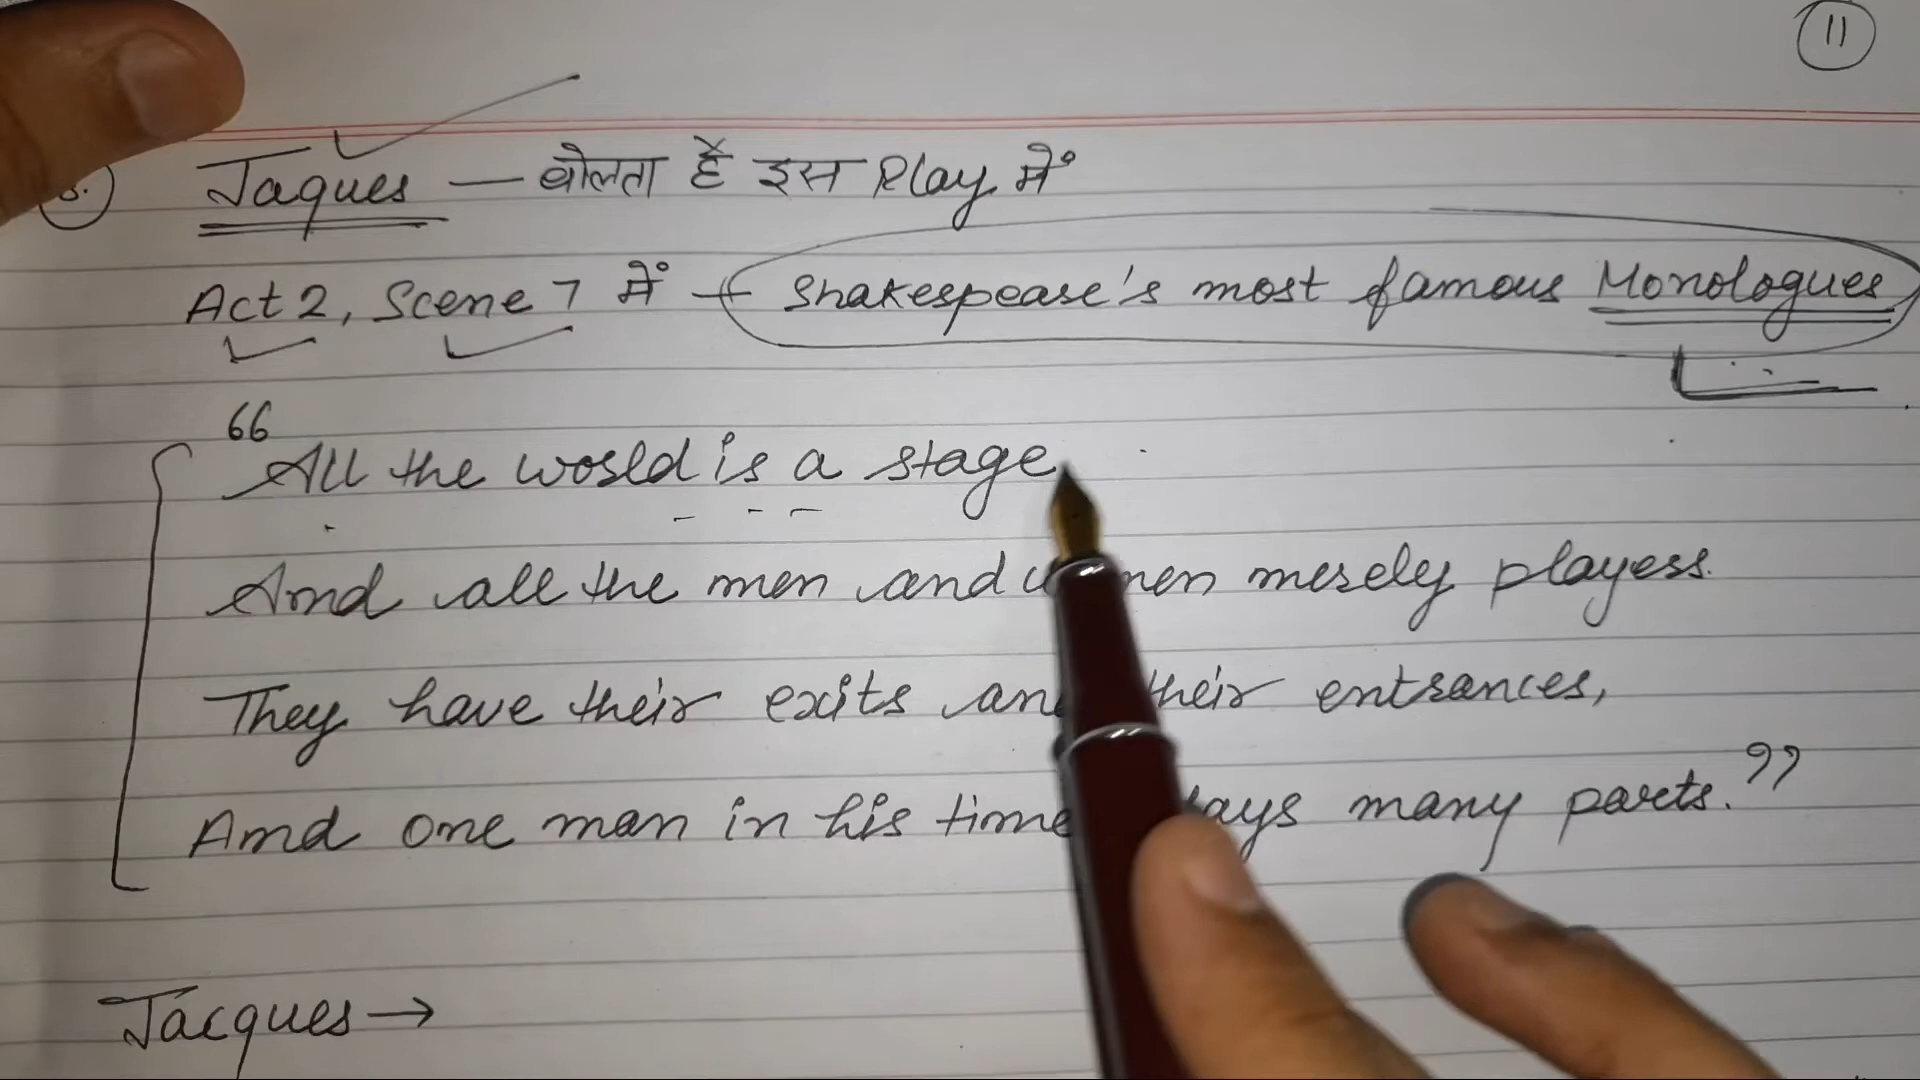 11
Jaques — बोलता है इस Play में
Act 2, Scene 7 में - Shakespeare's most famous Monologues
"All the world is a stage
And all the men and women merely players.
They have their exits and their entrances,
And one man in his time plays many parts."
Jacques →